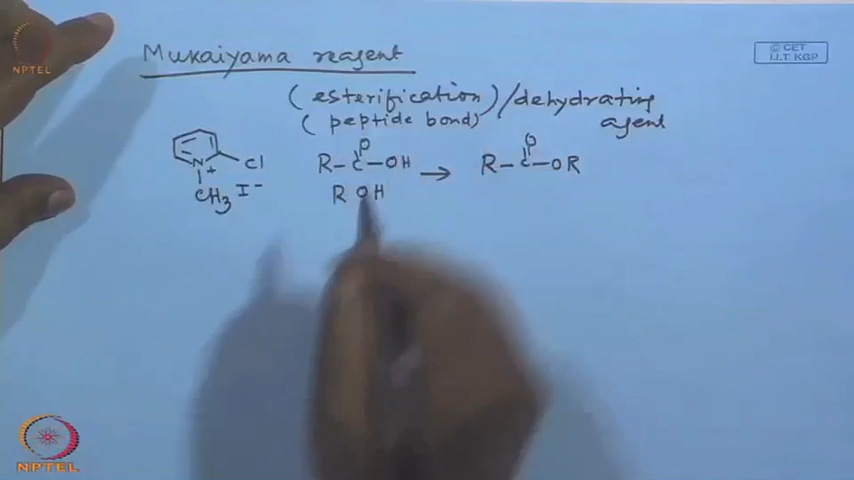 NPTEL
Mukaiyama reagent
© CET
I.I.T. KGP
(esterification)/dehydrating
(peptide bond) agent
N + Cl
CH3 I-
R-C-OH → R-C-OR
O O
ROH
NPTEL